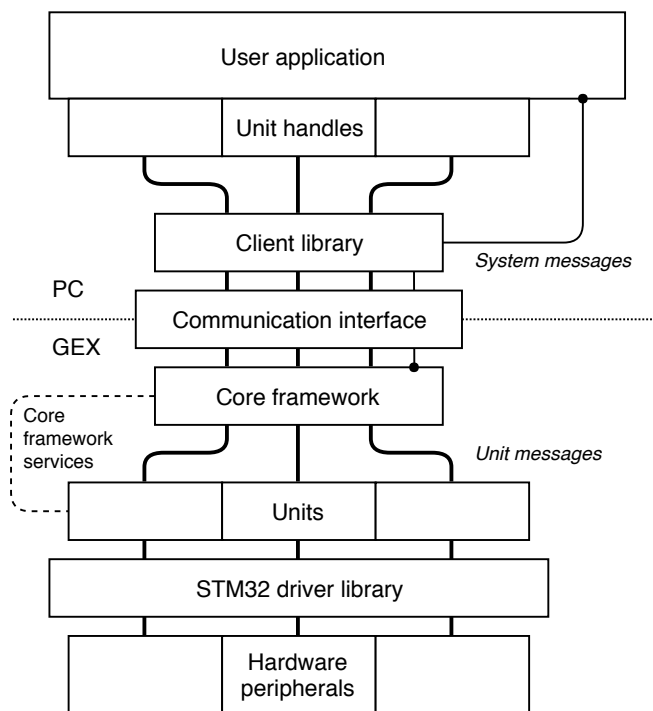 User application
Unit handles
Client library
System messages
PC
Communication interface
GEX
Core framework
Core
framework
services
Unit messages
Units
STM32 driver library
Hardware
peripherals